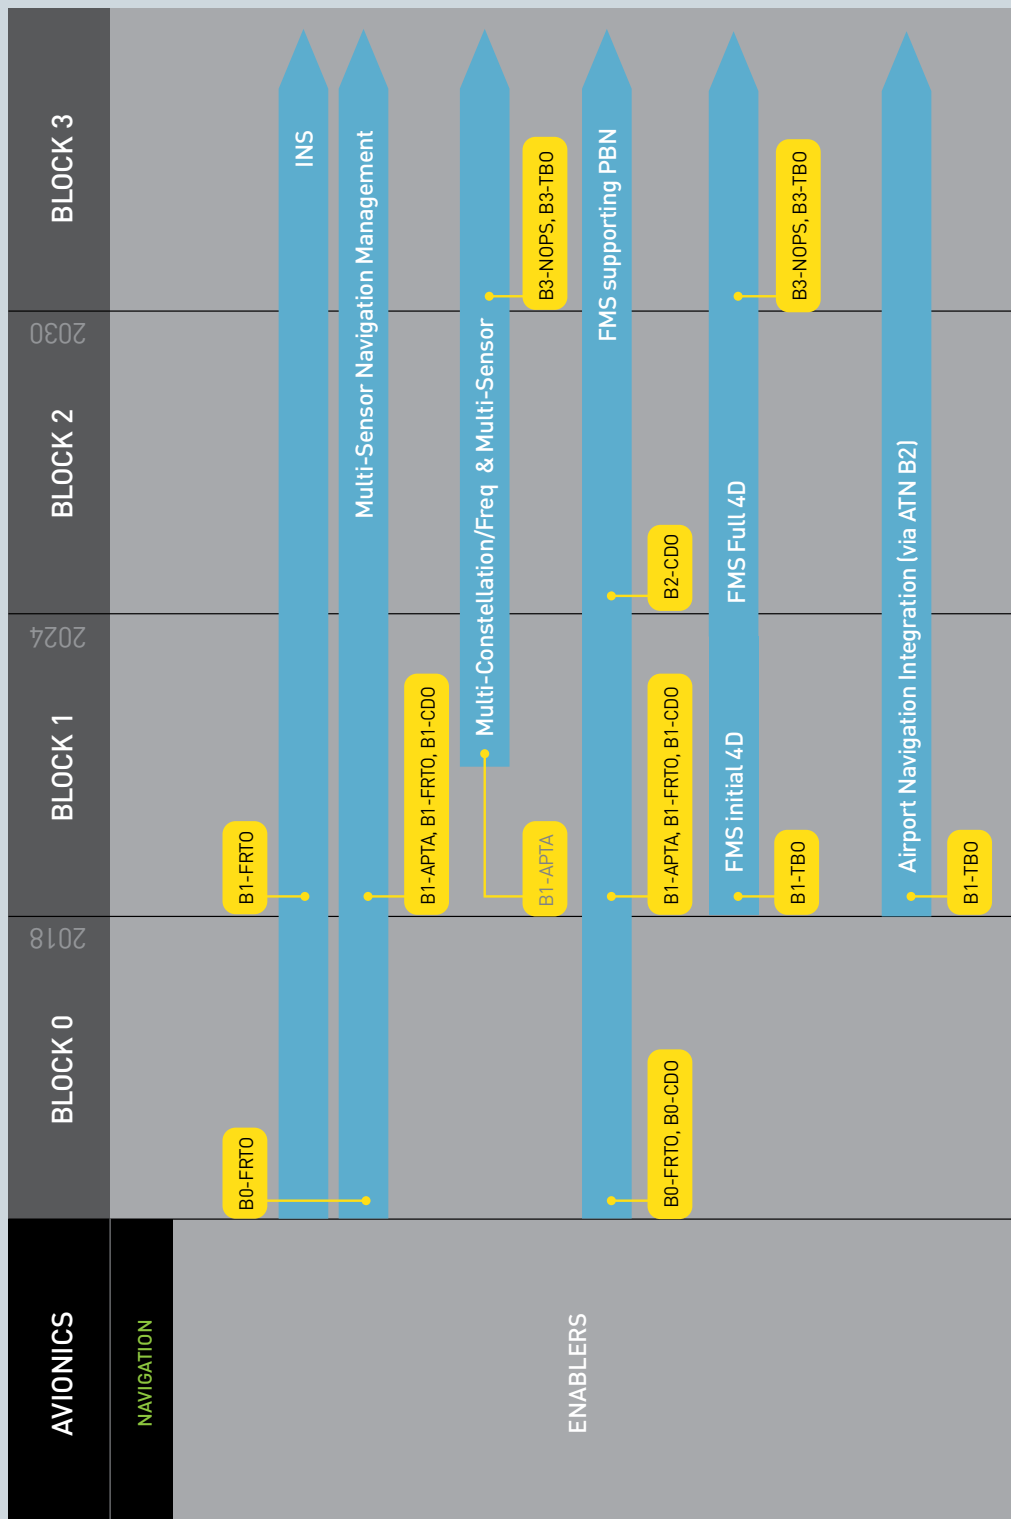 AVIONICS
BLOCK 0
2018
BLOCK 1
2024
BLOCK 2
2030
BLOCK 3
NAVIGATION
ENABLERS
B0-FRTO
B1-FRTO
INS
Multi-Sensor Navigation Management
B1-APTA, B1-FRTO, B1-CDO
Multi-Constellation/Freq & Multi-Sensor
B1-APTA
B3-NOPS, B3-TBO
FMS supporting PBN
B0-FRTO, B0-CDO
B1-APTA, B1-FRTO, B1-CDO
B2-CDO
FMS initial 4D
FMS Full 4D
B1-TBO
B3-NOPS, B3-TBO
Airport Navigation Integration (via ATN B2)
B1-TBO